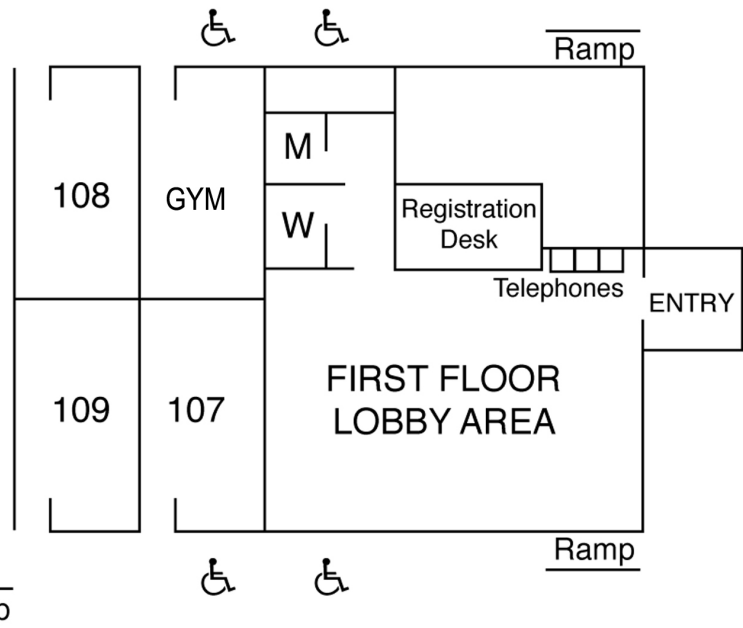 Ramp
M
108
GYM
W
Registration
Desk
Telephones
ENTRY
FIRST FLOOR
LOBBY AREA
109
107
Ramp